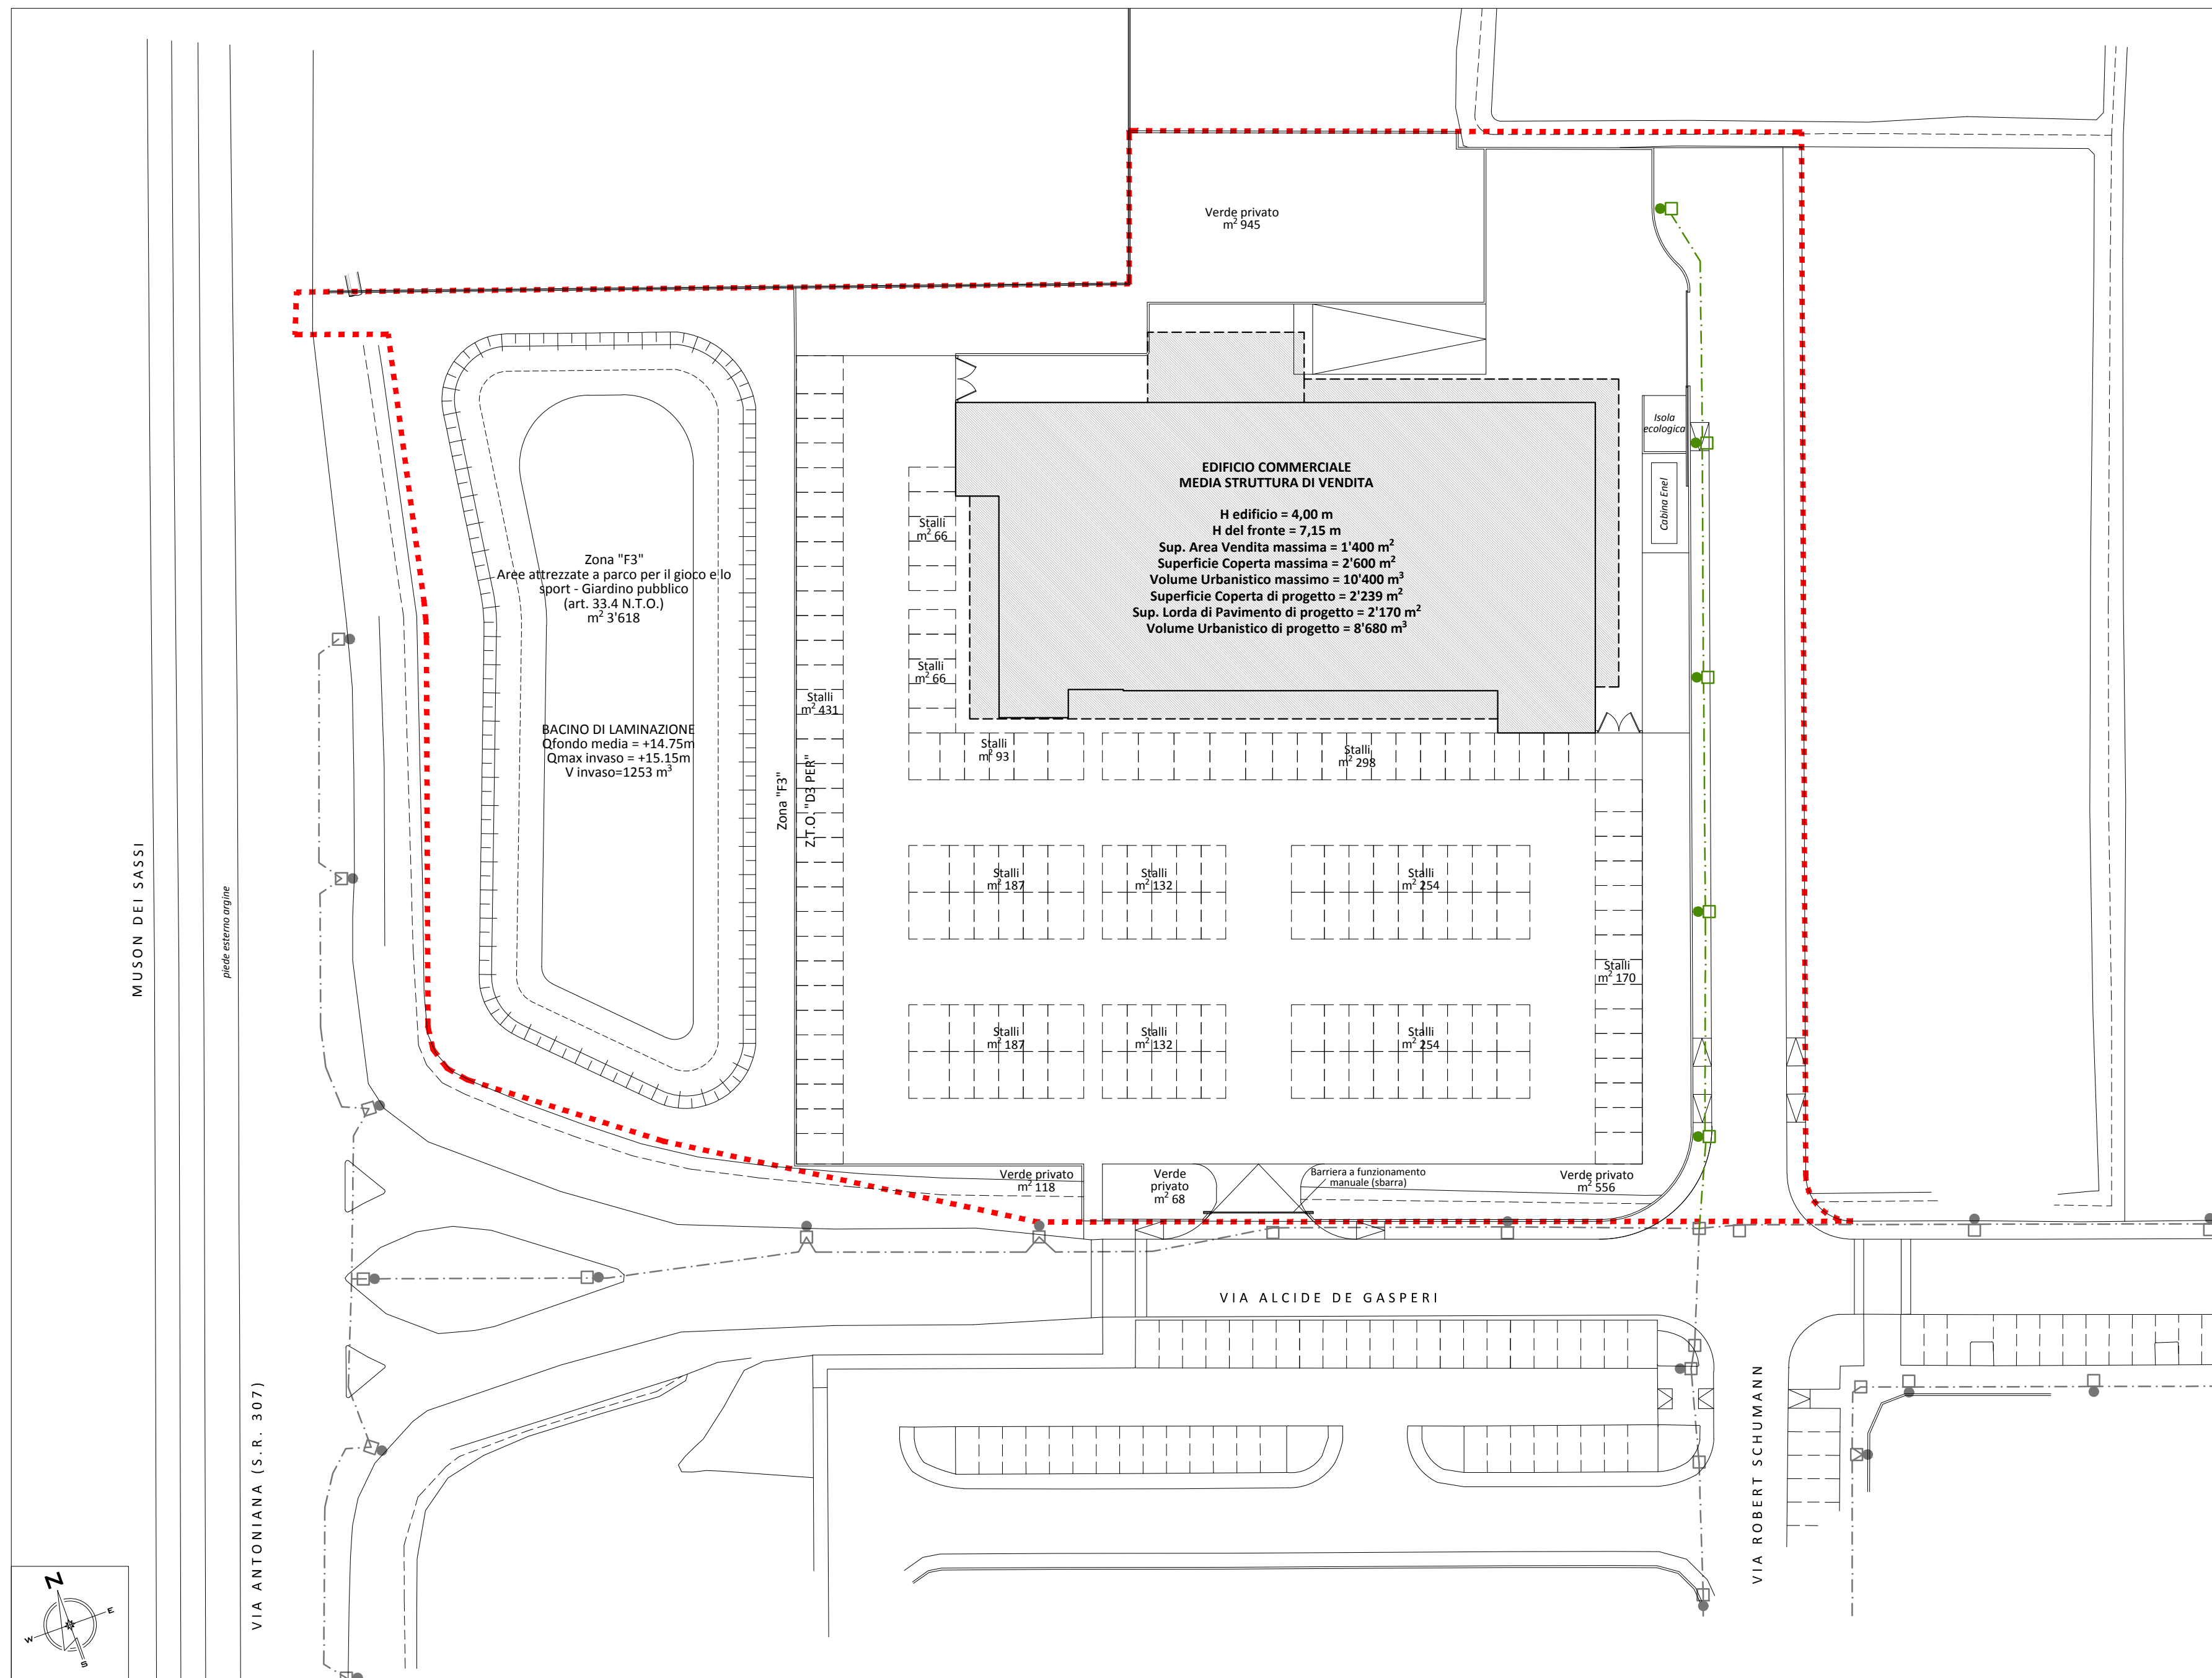 Verde privato
m² 945
Isola
ecologica
Cabina Enel
EDIFICIO COMMERCIALE
MEDIA STRUTTURA DI VENDITA
H edificio = 4,00 m
H del fronte = 7,15 m
Sup. Area Vendita massima = 1'400 m²
Superficie Coperta massima = 2'600 m²
Volume Urbanistico massimo = 10'400 m³
Superficie Coperta di progetto = 2'239 m²
Sup. Lorda di Pavimento di progetto = 2'170 m²
Volume Urbanistico di progetto = 8'680 m³
Stalli
m² 66
Zona "F3"
Aree attrezzate a parco per il gioco e lo
sport - Giardino pubblico
(art. 33.4 N.T.O.)
m² 3'618
Stalli
m² 66
Stalli
m² 431
BACINO DI LAMINAZIONE
Qfondo media = +14.75m
Qmax invaso = +15.15m
V invaso=1253 m³
Stalli
m² 93
Stalli
m² 298
Zona "F3"
Z.T.O. "D3 PER"
MUSON DEI SASSI
piede esterno argine
Stalli
m² 187
Stalli
m² 132
Stalli
m² 254
Stalli
m² 170
Stalli
m² 187
Stalli
m² 132
Stalli
m² 254
Verde privato
m² 118
Verde
privato
m² 68
Barriera a funzionamento
manuale (sbarra)
Verde privato
m² 556
VIA ALCIDE DE GASPERI
VIA ANTONIANA (S.R. 307)
VIA ROBERT SCHUMANN
N
E
W
S